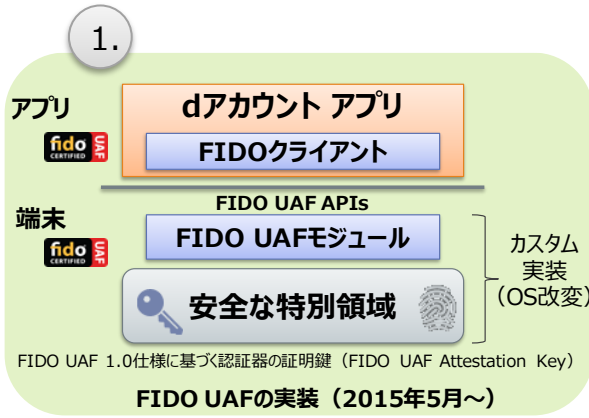 1.
アプリ
dアカウント アプリ
fido UAF
CERTIFIED
FIDOクライアント
FIDO UAF APIs
端末
fido UAF
CERTIFIED
FIDO UAFモジュール
カスタム
実装
（OS改変）
安全な特別領域
FIDO UAF 1.0仕様に基づく認証器の証明鍵（FIDO UAF Attestation Key）
FIDO UAFの実装（2015年5月～）